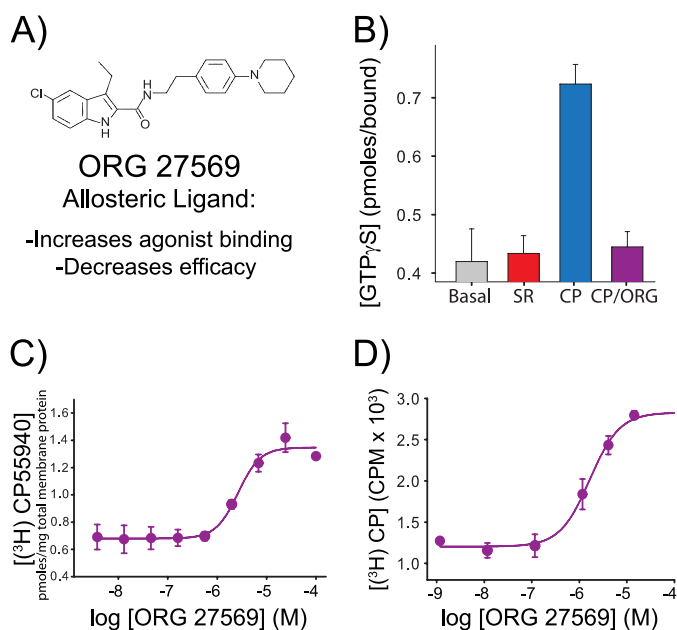 A)
Cl
N
H
O
NH
N
ORG 27569
Allosteric Ligand:
-Increases agonist binding
-Decreases efficacy
B)
[GTPγS] (pmoles/bound)
0.7
0.6
0.5
0.4
Basal
SR
CP
CP/ORG
C)
[(³H) CP55940]
pmoles/mg total membrane protein
1.6
1.4
1.2
1.0
0.8
0.6
0.4
-8 -7 -6 -5 -4
log [ORG 27569] (M)
D)
[(³H) CP] (CPM x 10³)
3.0
2.5
2.0
1.5
1.0
-9 -8 -7 -6 -5 -4
log [ORG 27569] (M)